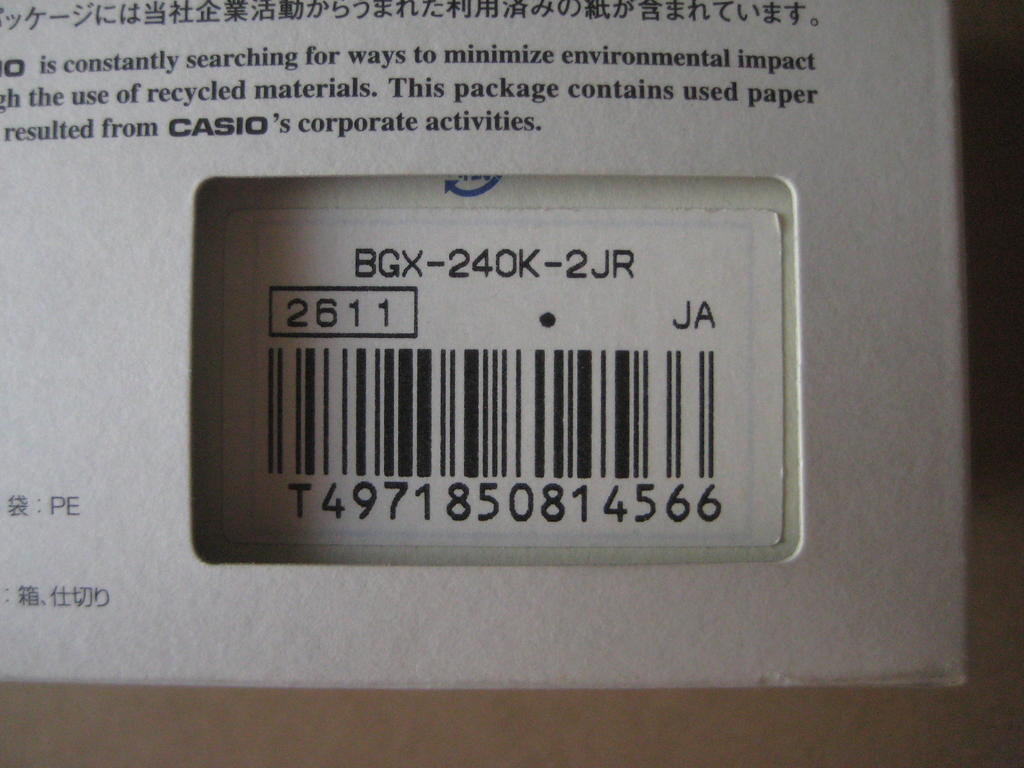 ッケージには当社企業活動からうまれた利用済みの紙が含まれています。
is constantly searching for ways to minimize environmental impact
the use of recycled materials. This package contains used paper
resulted from CASIO's corporate activities.
BGX-240K-2JR
2611 • JA
T4971850814566
袋：PE
：箱、仕切り